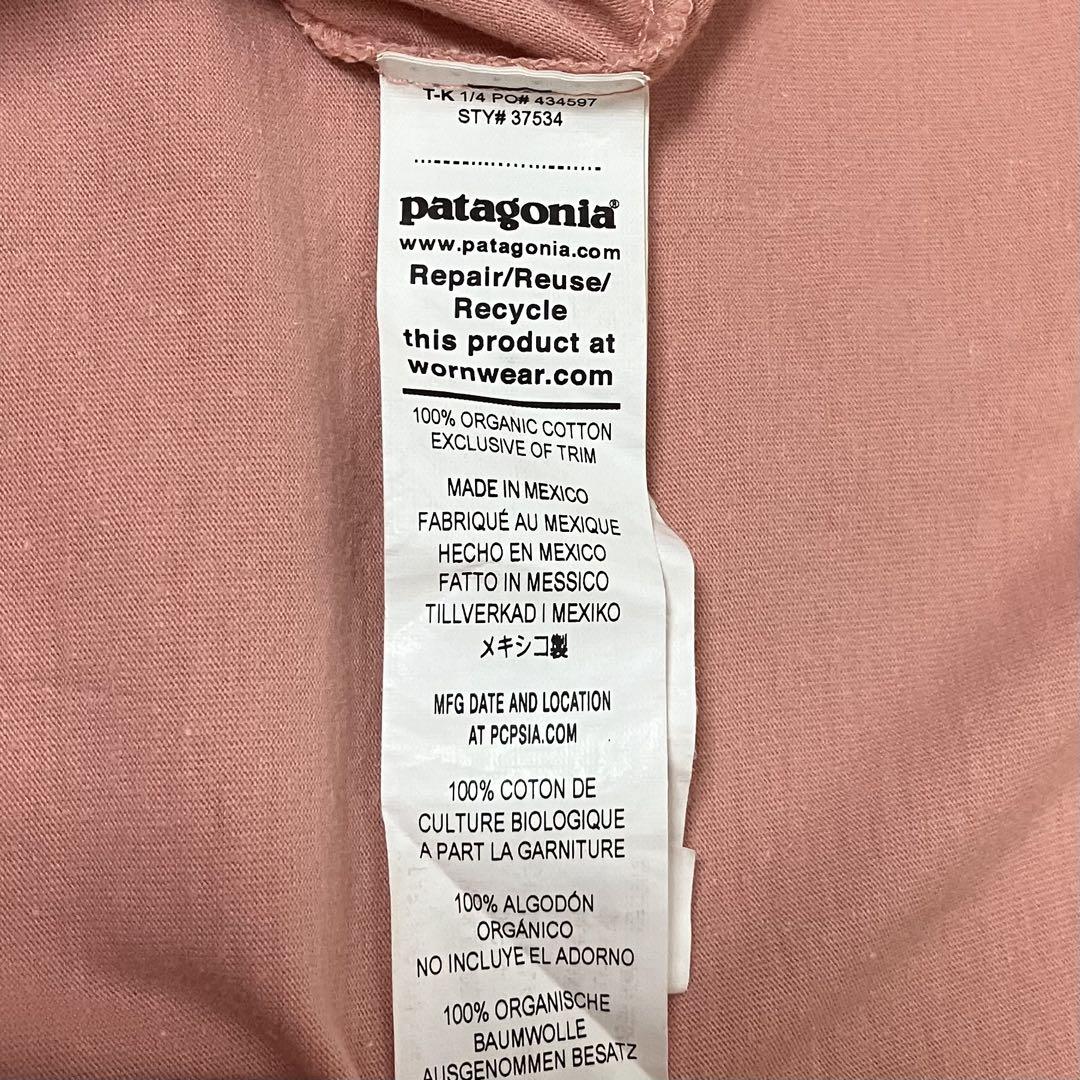 T-K 1/4 PO# 434597
STY# 37534
patagonia®
www.patagonia.com
Repair/Reuse/
Recycle
this product at
wornwear.com
100% ORGANIC COTTON
EXCLUSIVE OF TRIM
MADE IN MEXICO
FABRIQUÉ AU MEXIQUE
HECHO EN MEXICO
FATTO IN MESSICO
TILLVERKAD I MEXIKO
メキシコ製
MFG DATE AND LOCATION
AT PCPSIA.COM
100% COTON DE
CULTURE BIOLOGIQUE
A PART LA GARNITURE
100% ALGODÓN
ORGÁNICO
NO INCLUYE EL ADORNO
100% ORGANISCHE
BAUMWOLLE
AUSGENOMMEN BESATZ